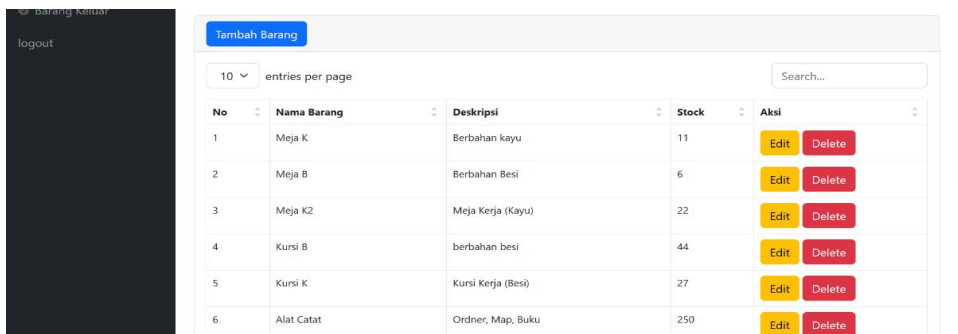 Barang Keluar
logout
Tambah Barang
10 entries per page Search...
No Nama Barang Deskripsi Stock Aksi
1 Meja K Berbahan kayu 11 Edit Delete
2 Meja B Berbahan Besi 6 Edit Delete
3 Meja K2 Meja Kerja (Kayu) 22 Edit Delete
4 Kursi B berbahan besi 44 Edit Delete
5 Kursi K Kursi Kerja (Besi) 27 Edit Delete
6 Alat Catat Ordner, Map, Buku 250 Edit Delete